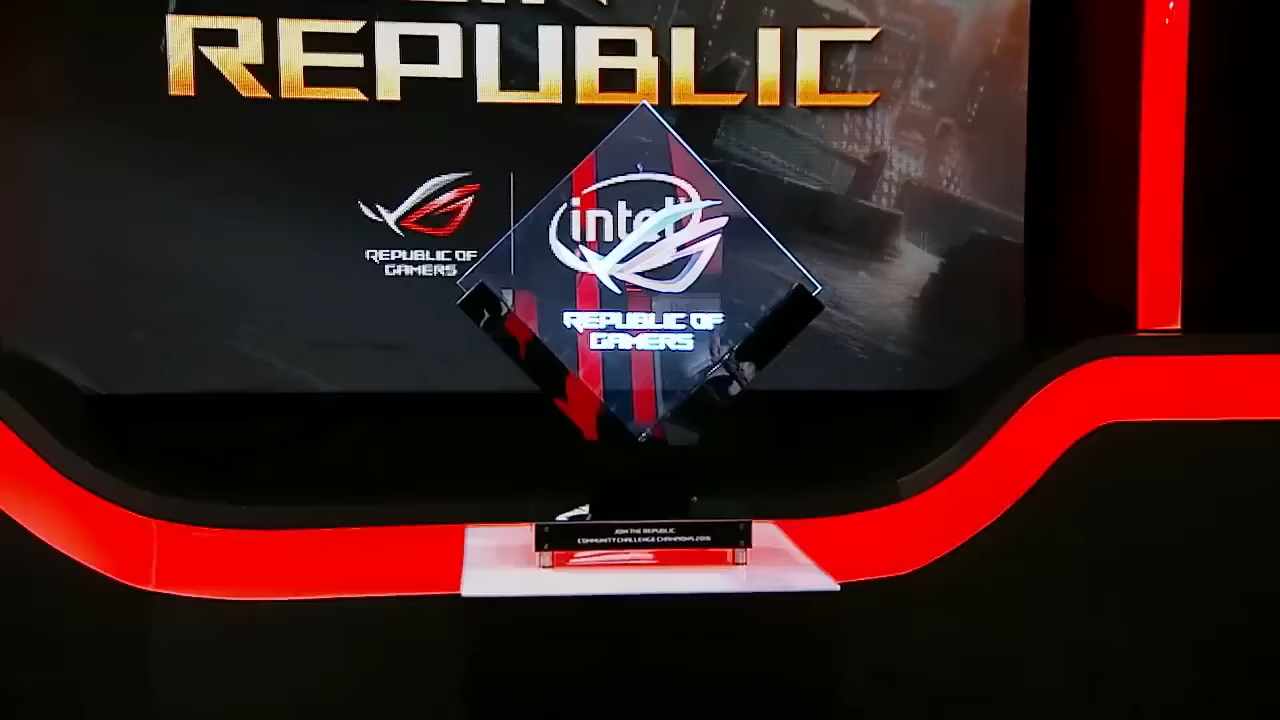 REPUBLIC
REPUBLIC OF
GAMERS
intel
REPUBLIC OF
GAMERS
JOIN THE REPUBLIC
COMMUNITY CHALLENGE CHAMPIONS 2015